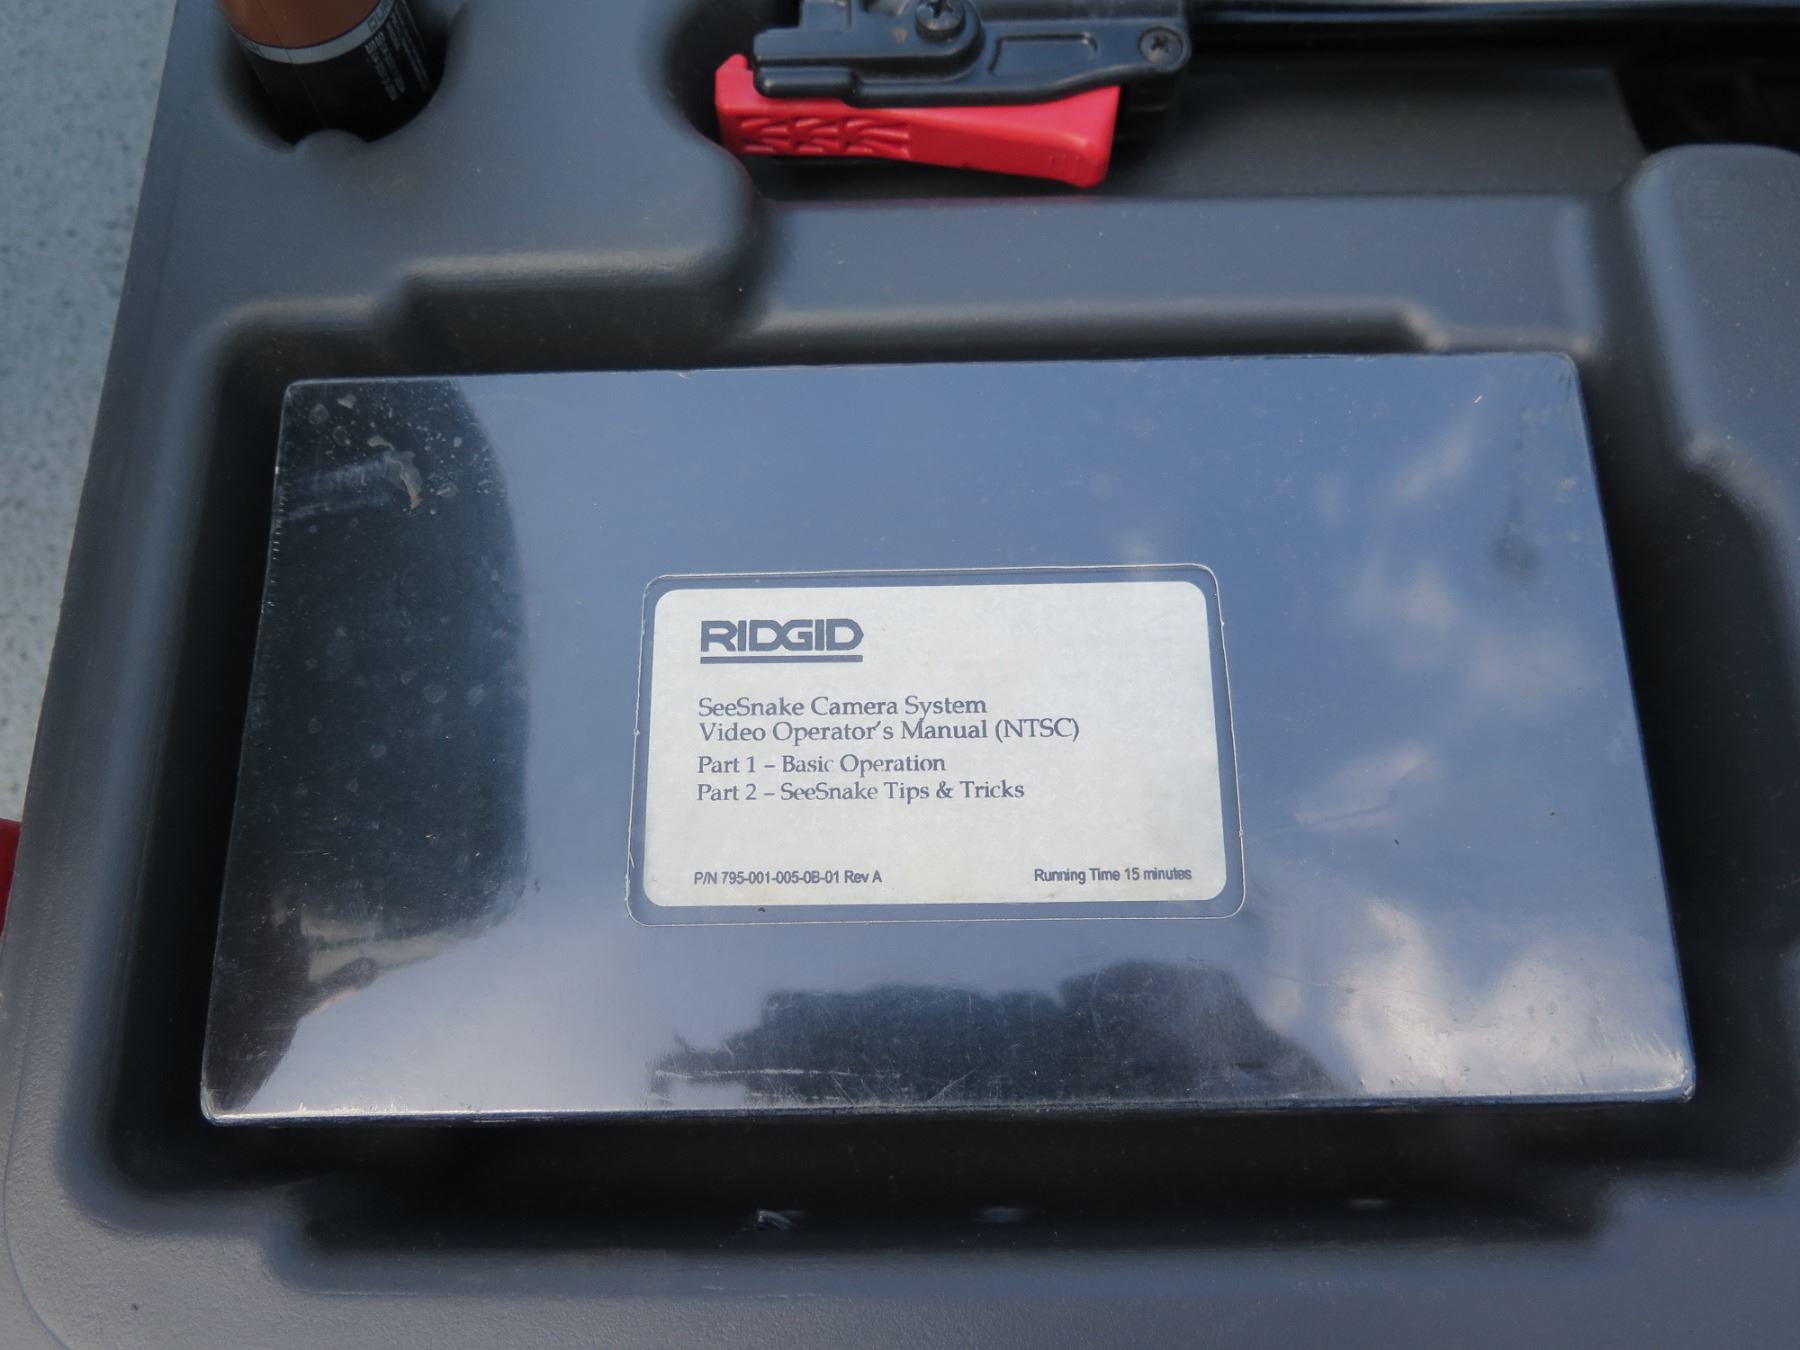 RIDGID
SeeSnake Camera System
Video Operator's Manual (NTSC)
Part 1 – Basic Operation
Part 2 – SeeSnake Tips & Tricks
P/N 795-001-005-0B-01 Rev A
Running Time 15 minutes